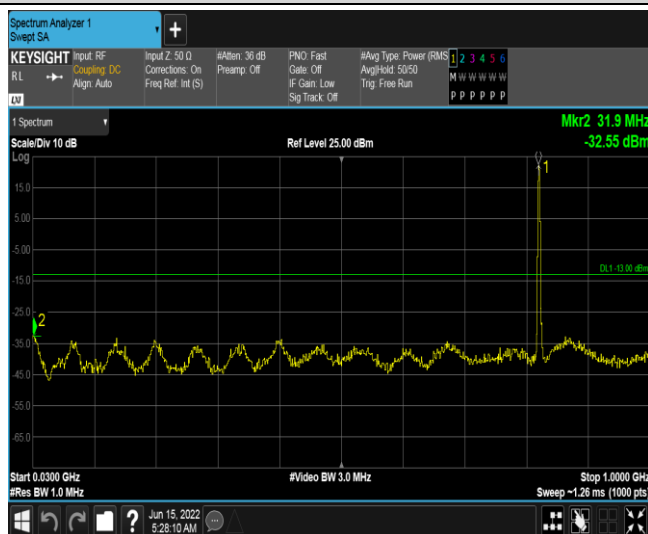 Spectrum Analyzer 1
Swept SA
+
KEYSIGHT
RL
LXI
Input: RF
Coupling: DC
Align: Auto
Input Z: 50 Ω
Corrections: On
Freq Ref: Int (S)
#Atten: 36 dB
Preamp: Off
PNO: Fast
Gate: Off
IF Gain: Low
Sig Track: Off
#Avg Type: Power (RMS
Avg|Hold: 50/50
Trig: Free Run
1 2 3 4 5 6
M W W W W W
P P P P P P
1 Spectrum
Mkr2 31.9 MHz
-32.55 dBm
Scale/Div 10 dB
Ref Level 25.00 dBm
Log
1
15.0
5.00
-5.00
DL1 -13.00 dBm
-15.0
-25.0
2
-35.0
-45.0
-55.0
-65.0
Start 0.0300 GHz
#Video BW 3.0 MHz
Stop 1.0000 GHz
#Res BW 1.0 MHz
Sweep ~1.26 ms (1000 pts)
?
Jun 15, 2022
5:28:10 AM